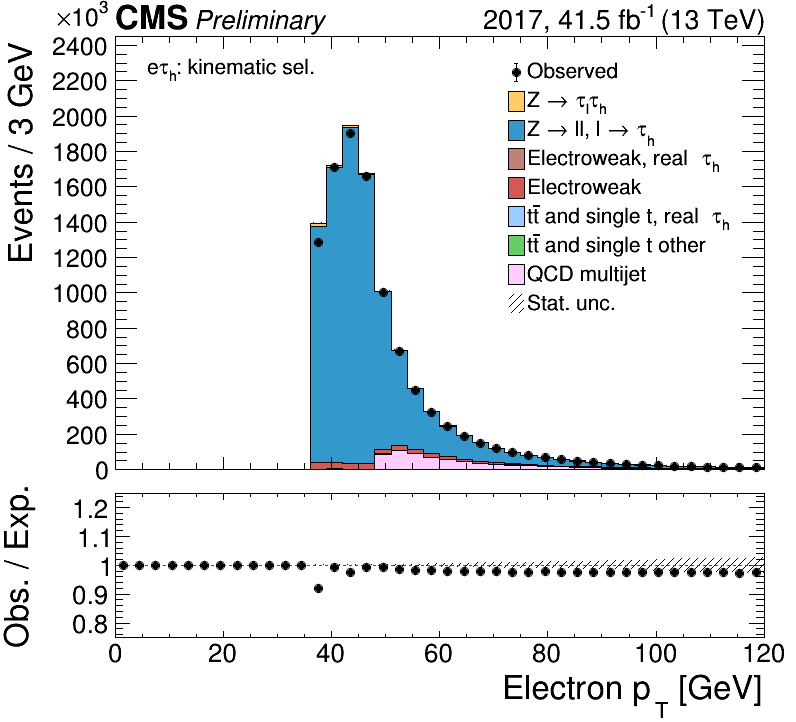 ×10³ CMS Preliminary 2017, 41.5 fb⁻¹ (13 TeV)
eτₕ: kinematic sel.
Observed
Z → τₗτₕ
Z → ll, l → τₕ
Electroweak, real τₕ
Electroweak
tt̄ and single t, real τₕ
tt̄ and single t other
QCD multijet
Stat. unc.
Events / 3 GeV
2400
2200
2000
1800
1600
1400
1200
1000
800
600
400
200
0
Obs. / Exp.
1.2
1.1
1
0.9
0.8
0 20 40 60 80 100 120
Electron p_T [GeV]